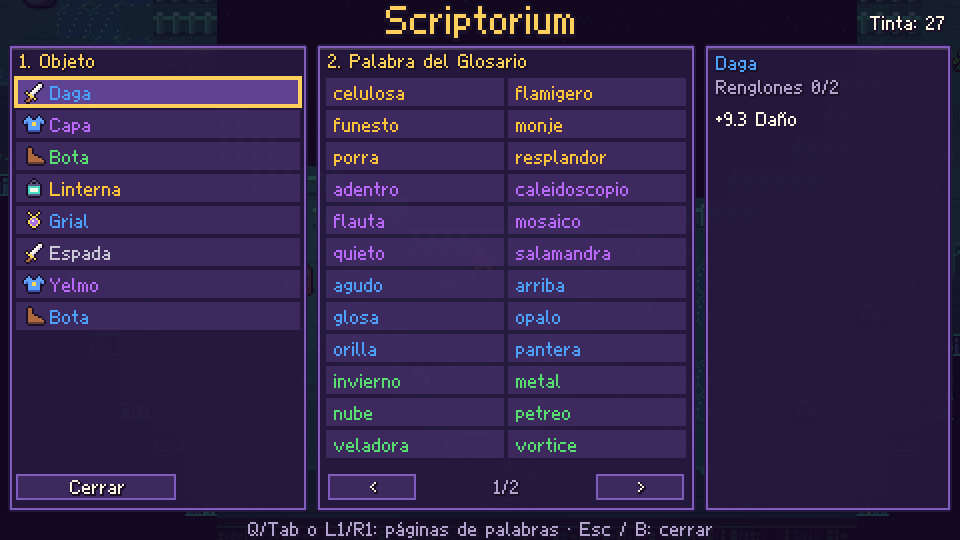 Scriptorium
Tinta: 27
1. Objeto
Daga
Capa
Bota
Linterna
Grial
Espada
Yelmo
Bota
Cerrar
2. Palabra del Glosario
celulosa flamigero
funesto monje
porra resplandor
adentro caleidoscopio
flauta mosaico
quieto salamandra
agudo arriba
glosa opalo
orilla pantera
invierno metal
nube petreo
veladora vortice
< 1/2 >
Daga
Renglones 0/2
+9.3 Daño
Q/Tab o L1/R1: páginas de palabras · Esc / B: cerrar